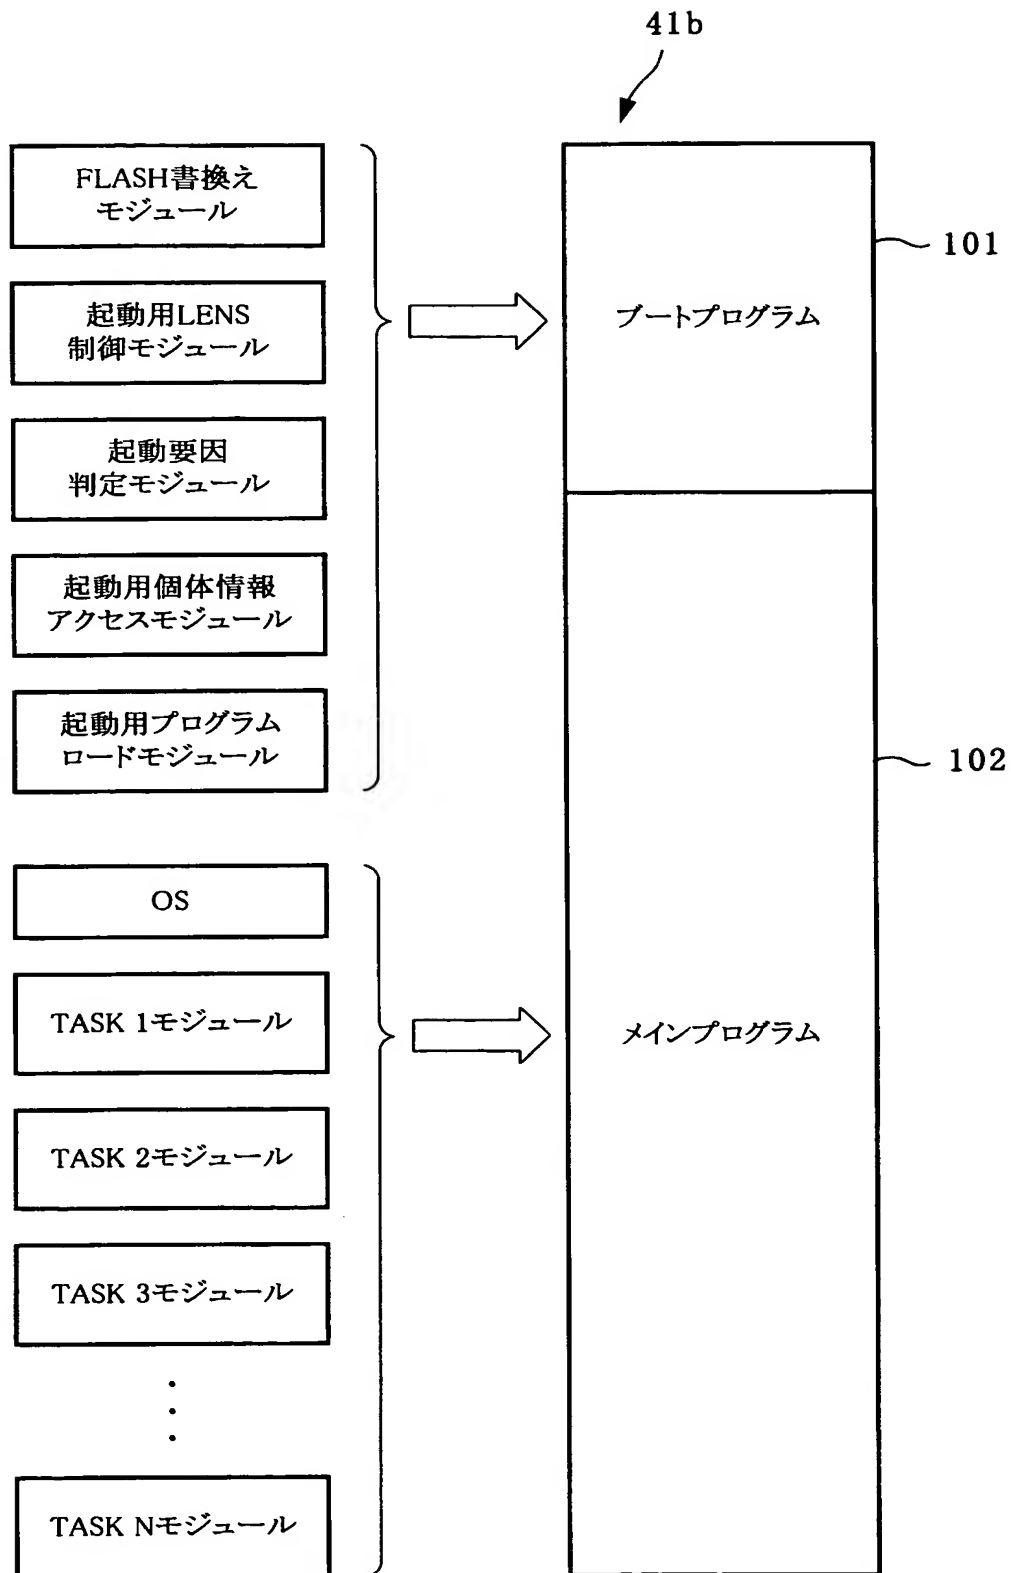 41b
FLASH書換え
モジュール
101
起動用LENS
制御モジュール
ブートプログラム
起動要因
判定モジュール
起動用個体情報
アクセスモジュール
起動用プログラム
ロードモジュール
102
OS
TASK 1モジュール
メインプログラム
TASK 2モジュール
TASK 3モジュール
TASK Nモジュール